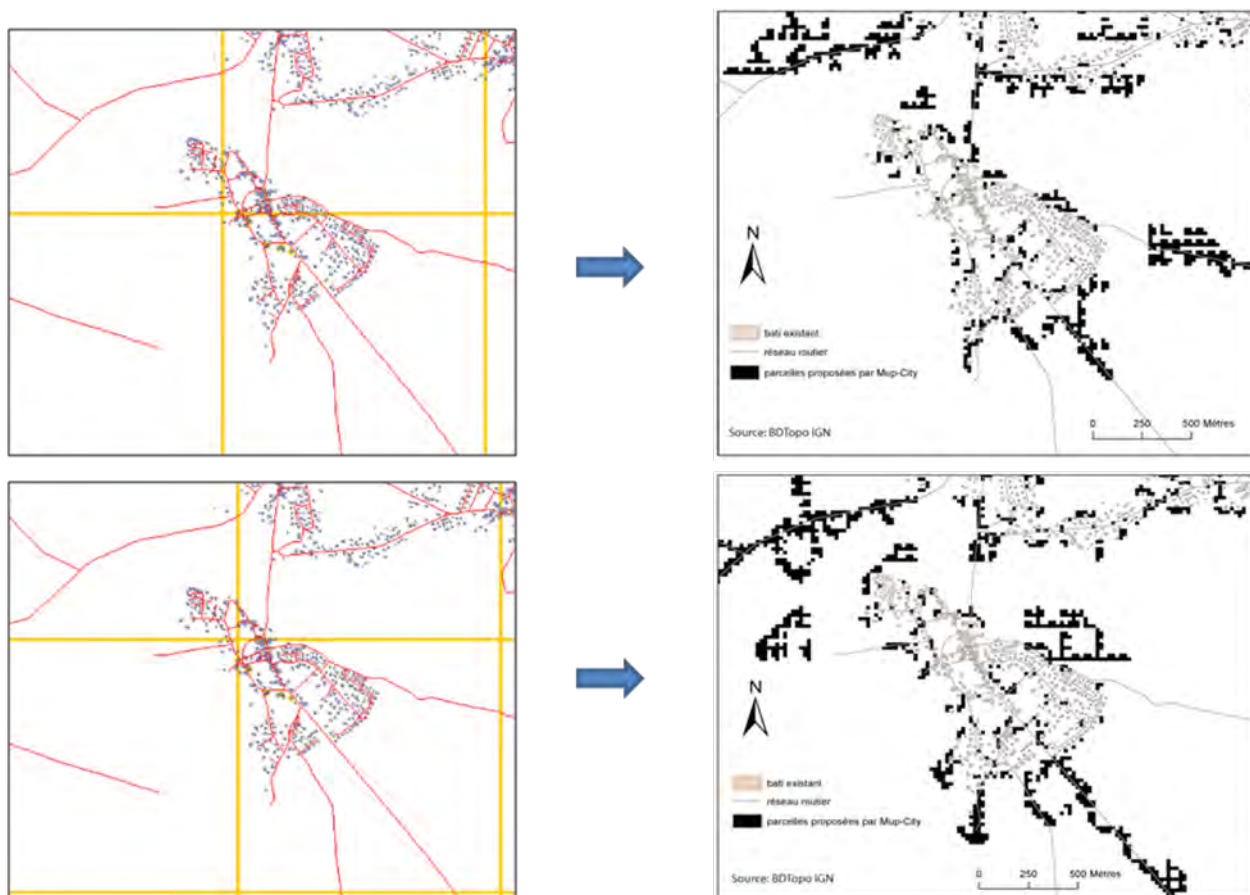 N
bati existant
réseau routier
parcelles proposées par Mup-City
Source: BDTopo IGN
0 250 500 Mètres
N
bati existant
réseau routier
parcelles proposées par Mup-City
Source: BDTopo IGN
0 250 500 Mètres